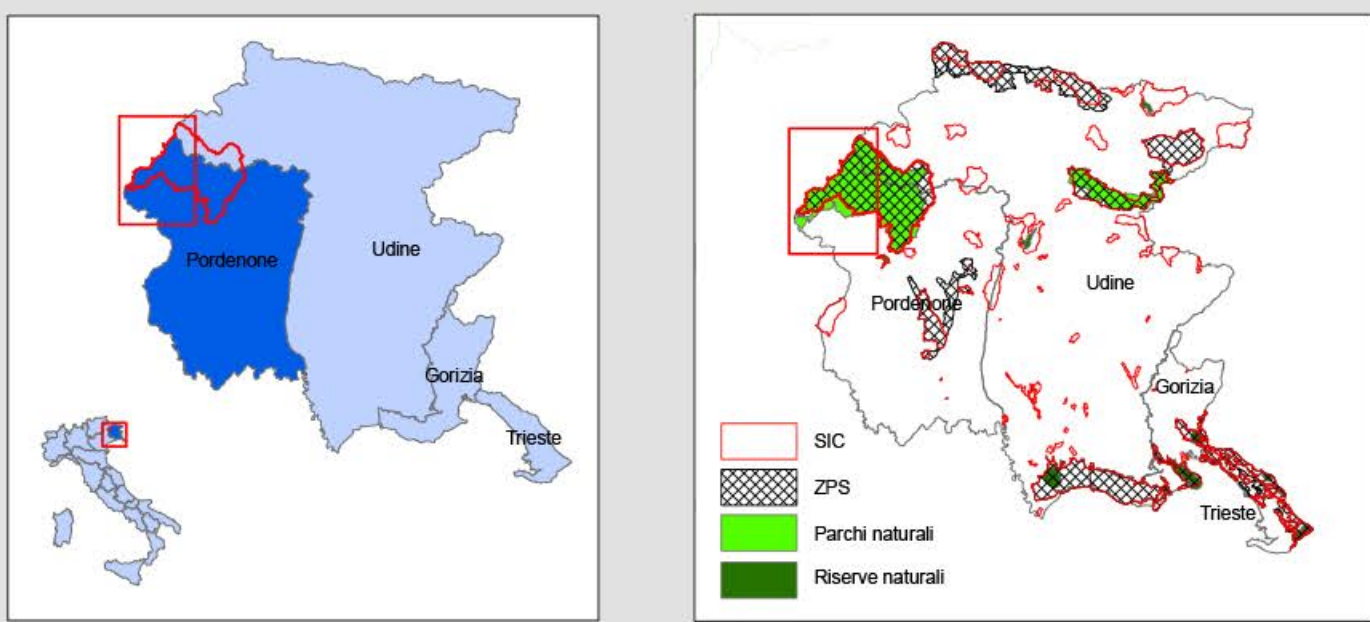 Udine
Pordenone
Gorizia
Trieste
Udine
Pordenone
Gorizia
SIC
ZPS
Trieste
Parchi naturali
Riserve naturali